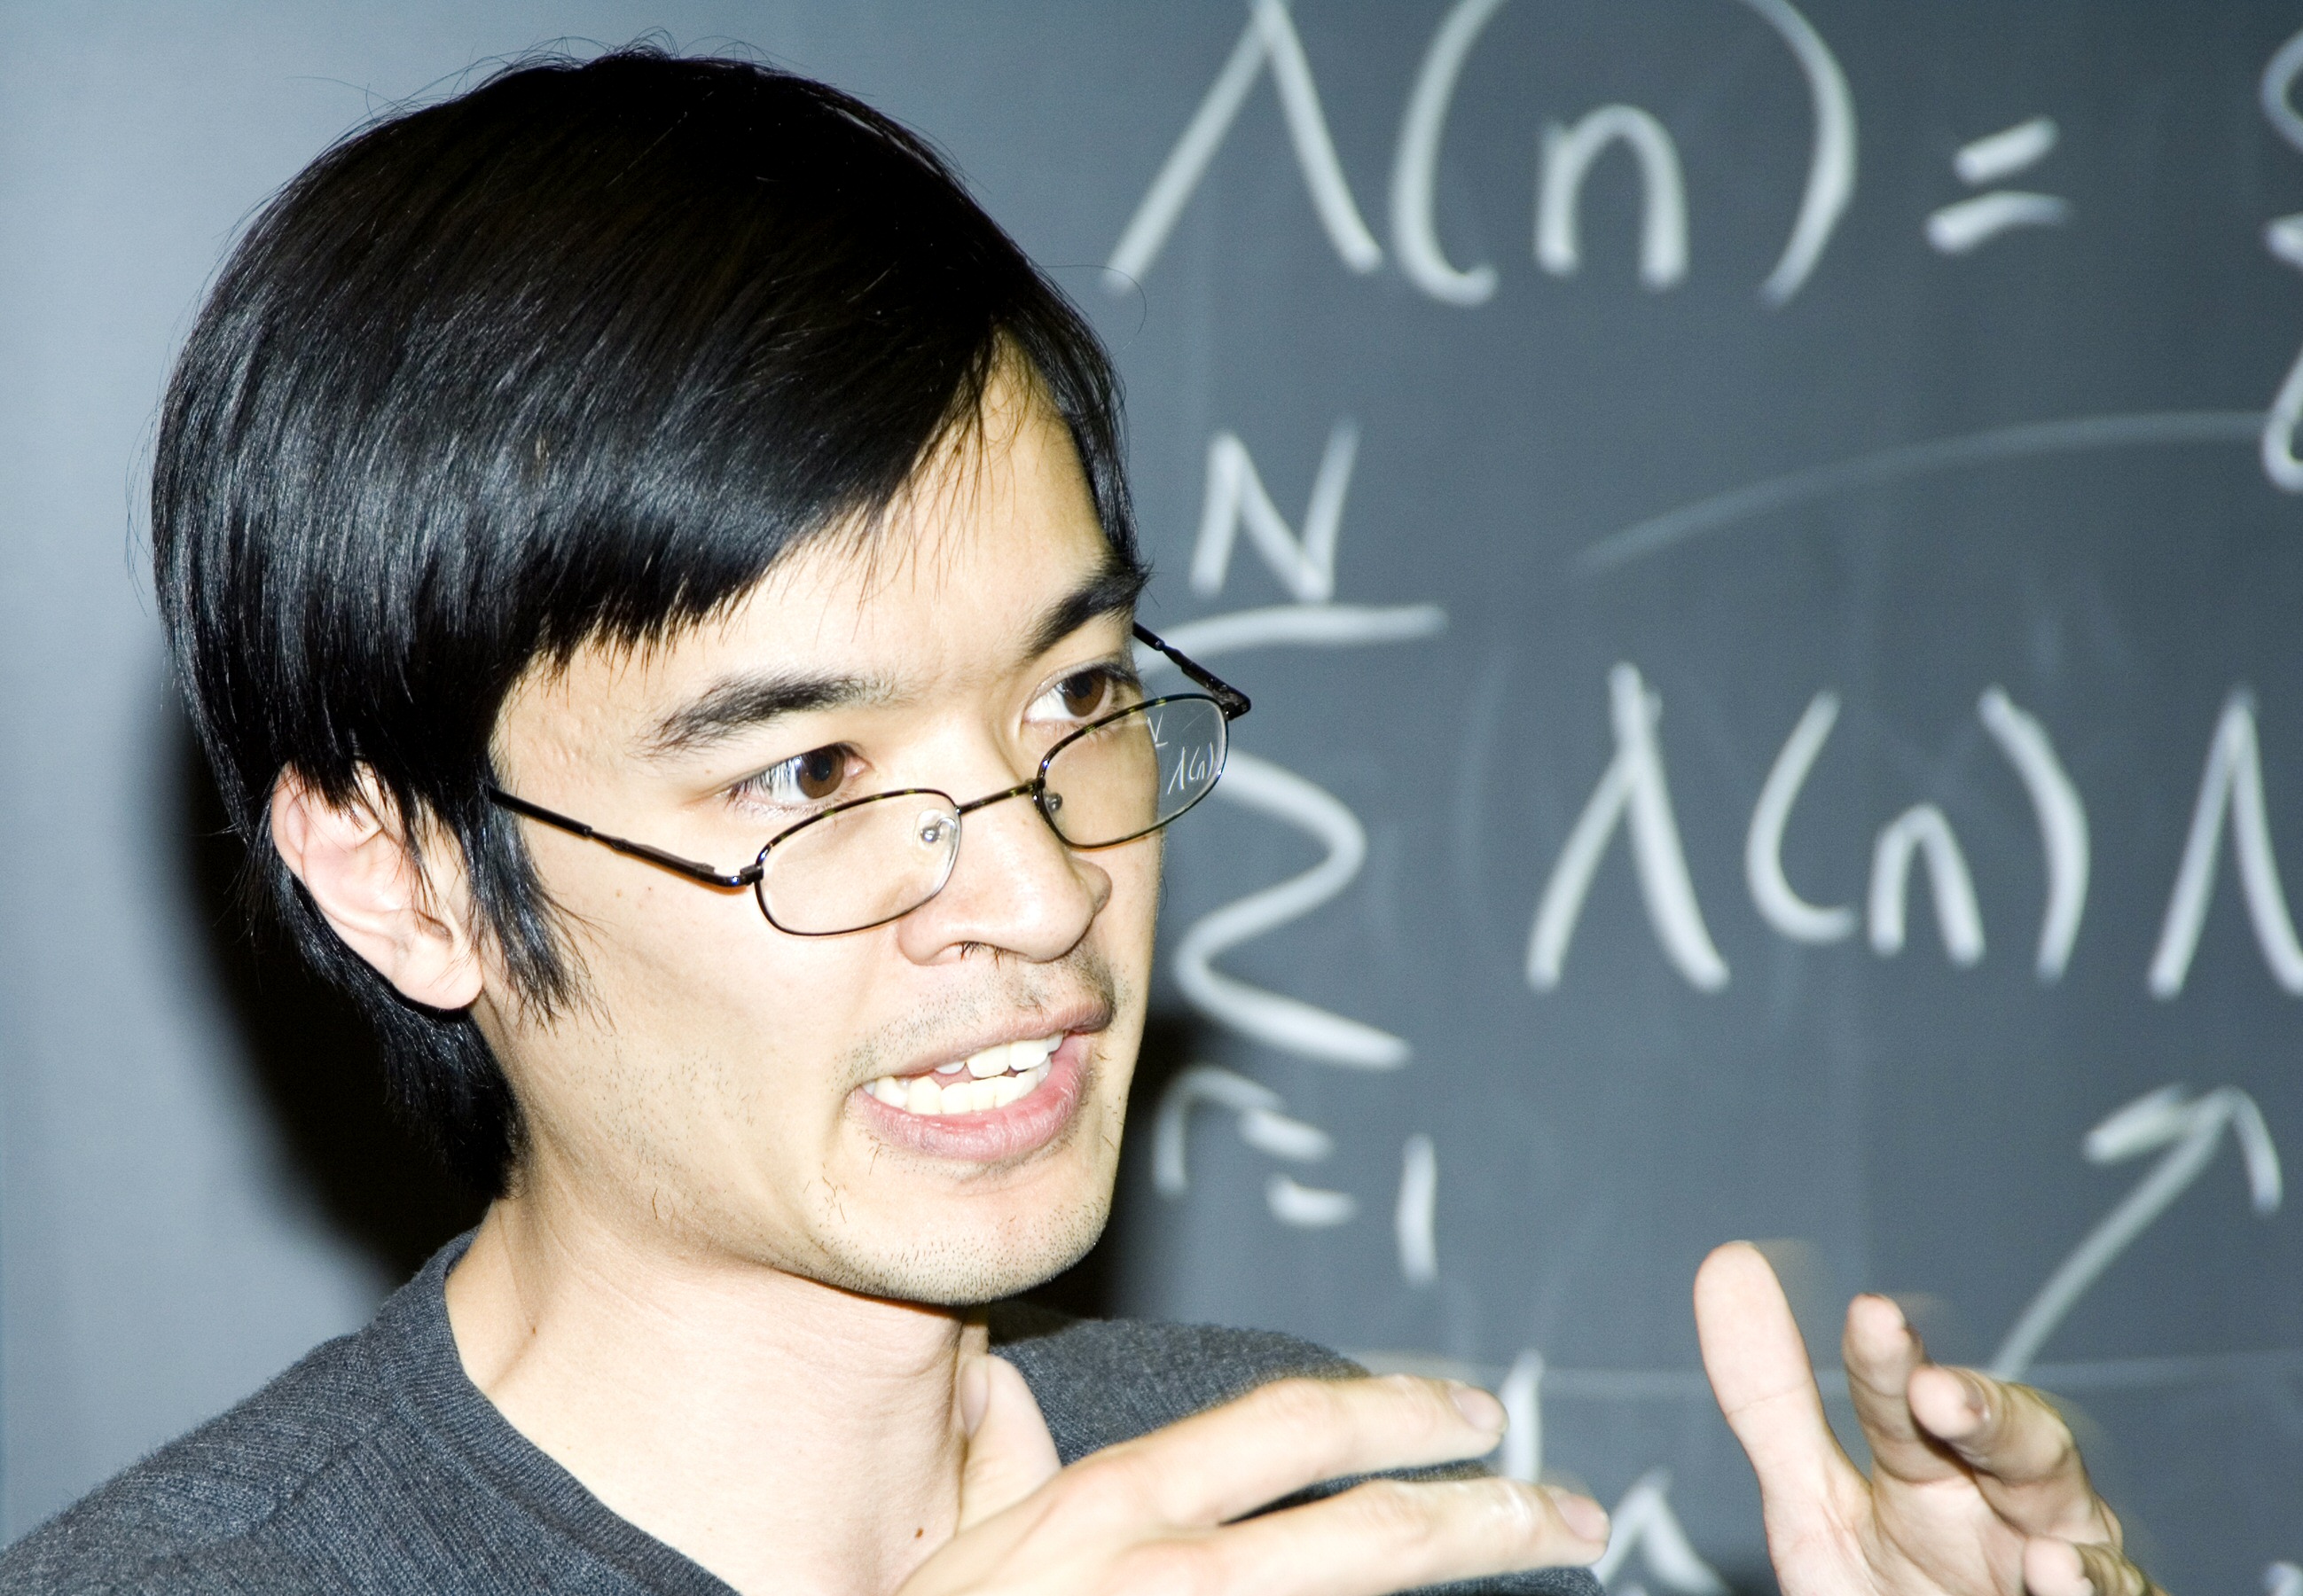 Λ(n) =
N
Σ Λ(n) Λ
n=1